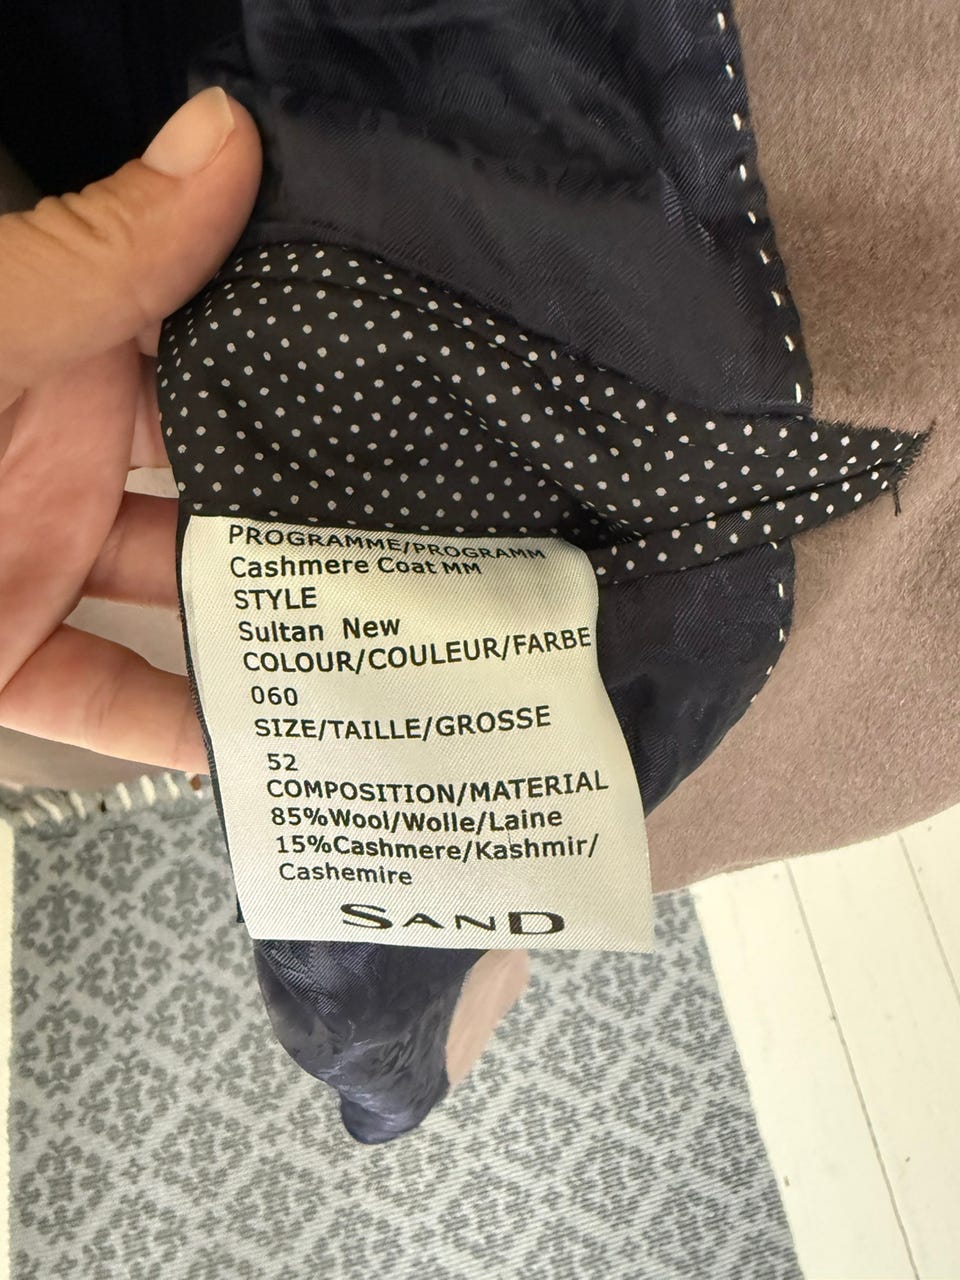 PROGRAMME/PROGRAMM
Cashmere Coat MM
STYLE
Sultan New
COLOUR/COULEUR/FARBE
060
SIZE/TAILLE/GROSSE
52
COMPOSITION/MATERIAL
85%Wool/Wolle/Laine
15%Cashmere/Kashmir/
Cashemire
SAND